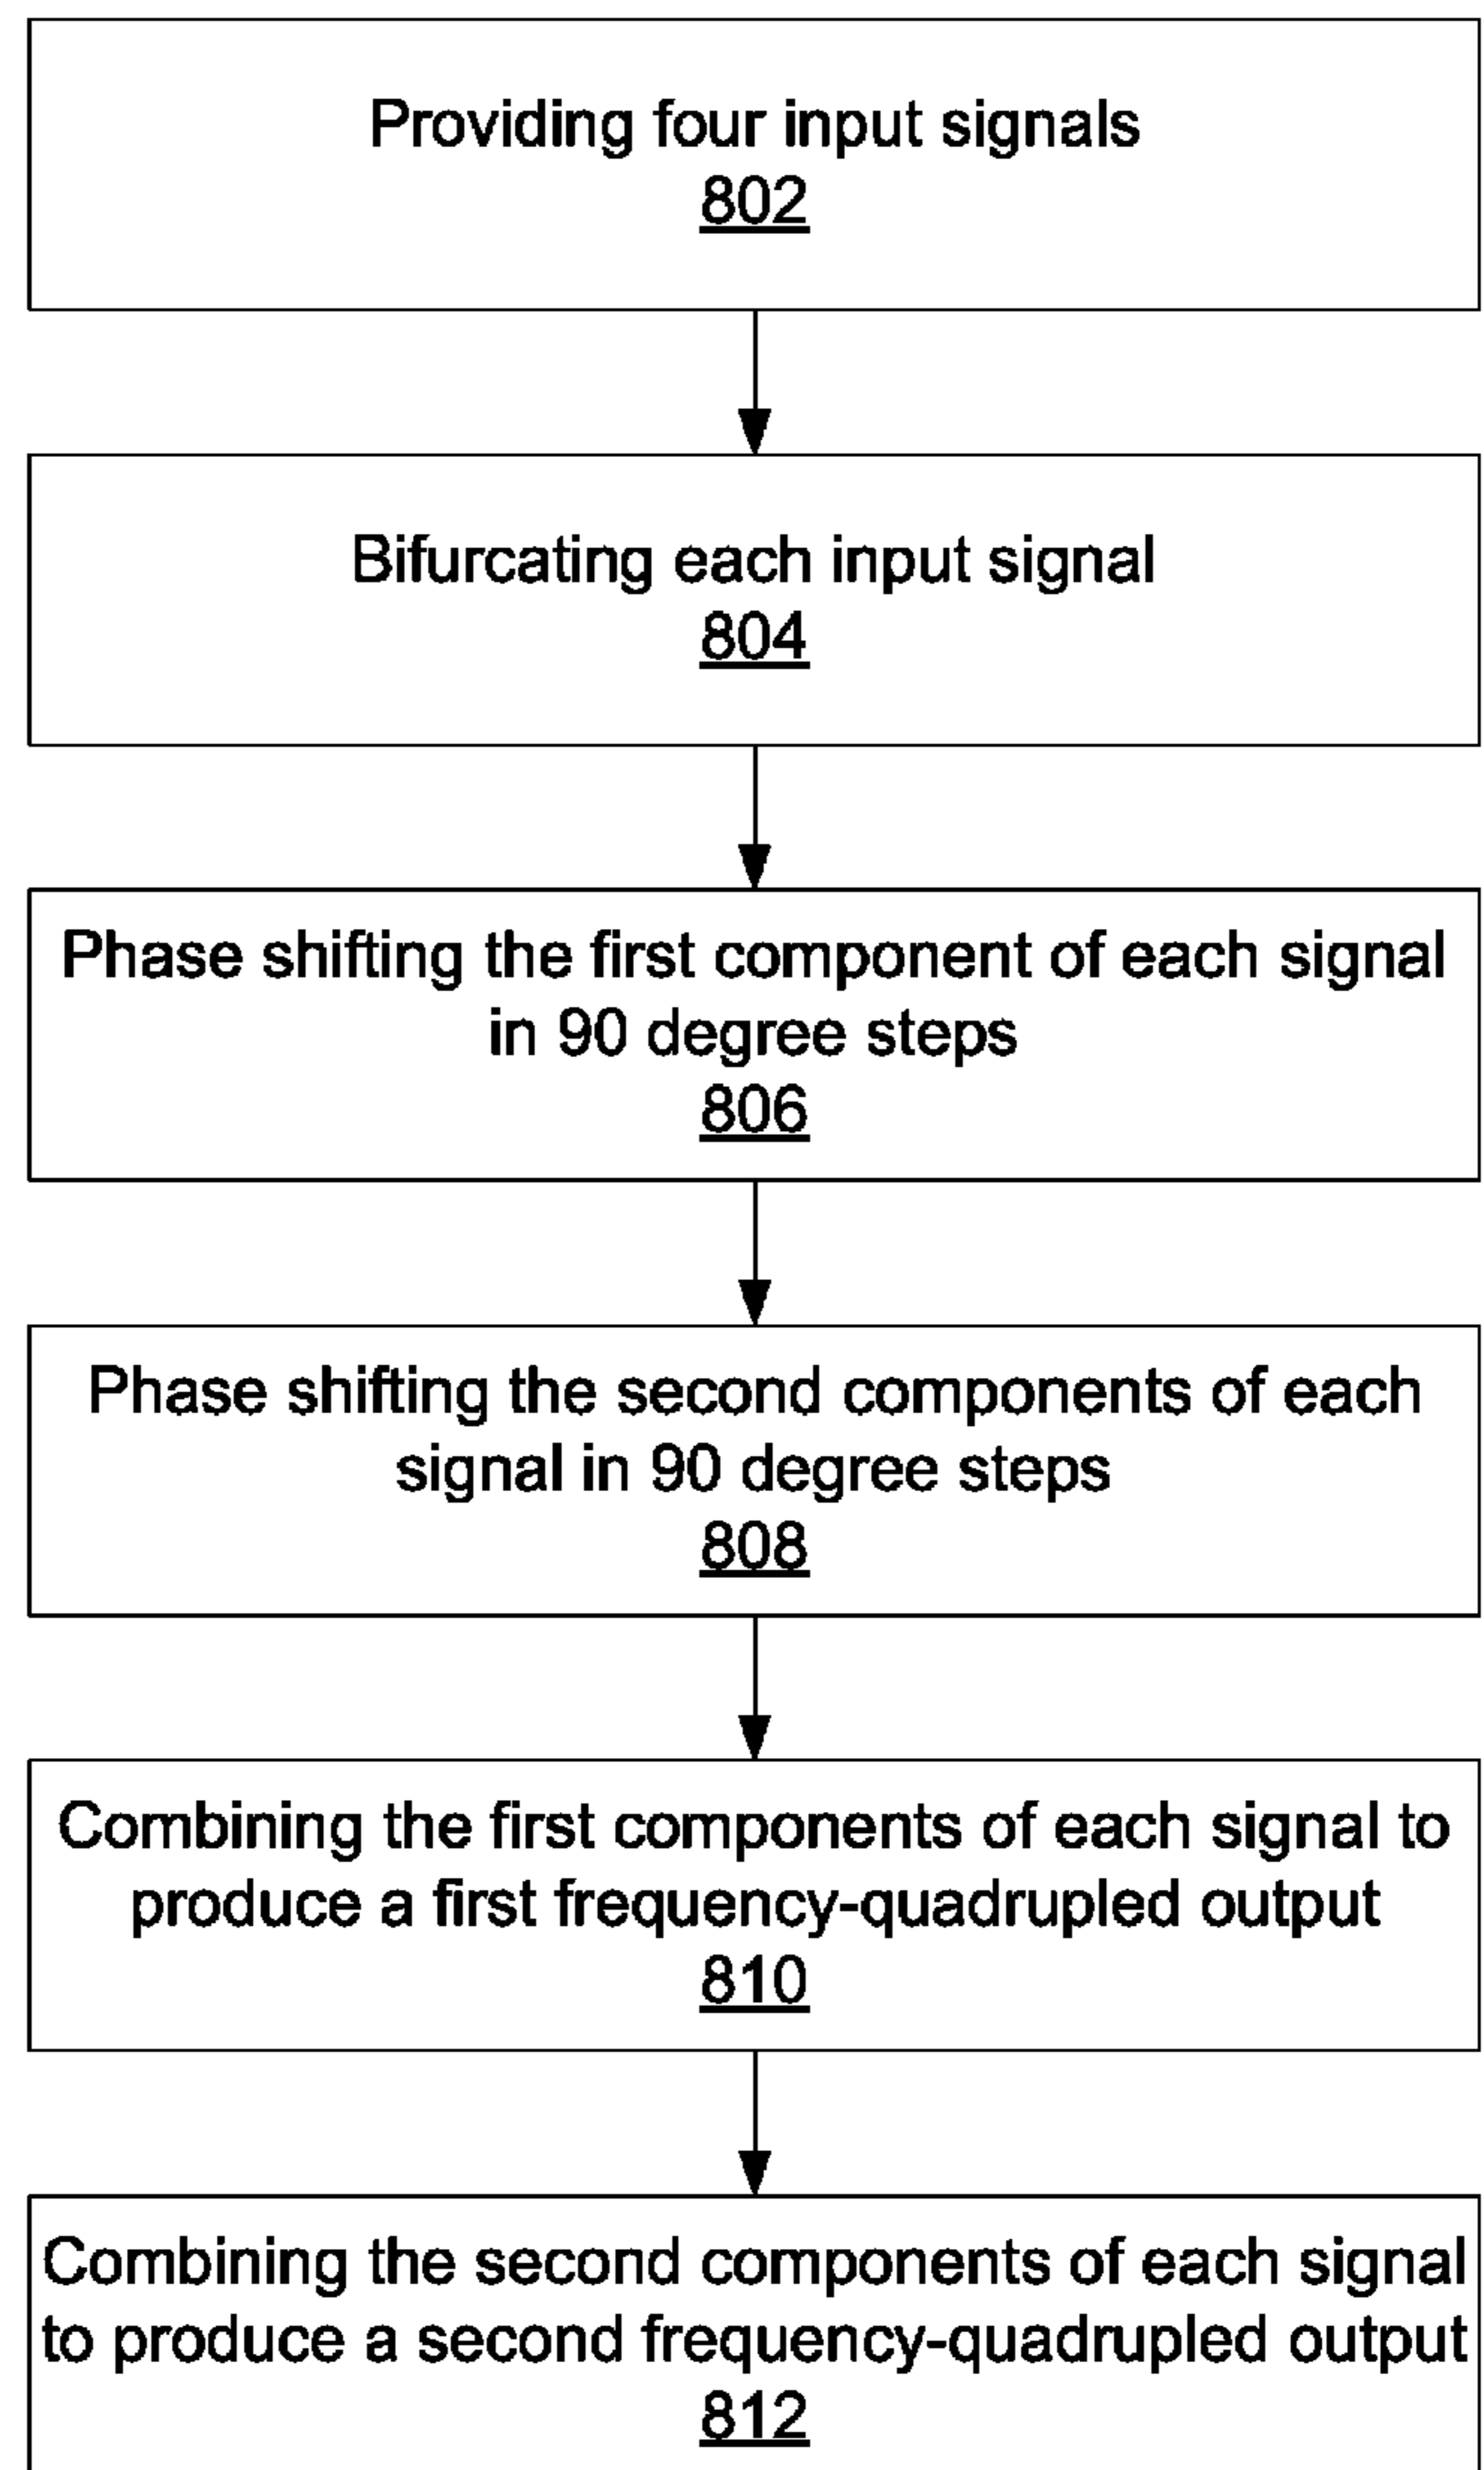 Providing four input signals
802
Bifurcating each input signal
804
Phase shifting the first component of each signal
in 90 degree steps
806
Phase shifting the second components of each
signal in 90 degree steps
808
Combining the first components of each signal to
produce a first frequency-quadrupled output
810
Combining the second components of each signal
to produce a second frequency-quadrupled output
812